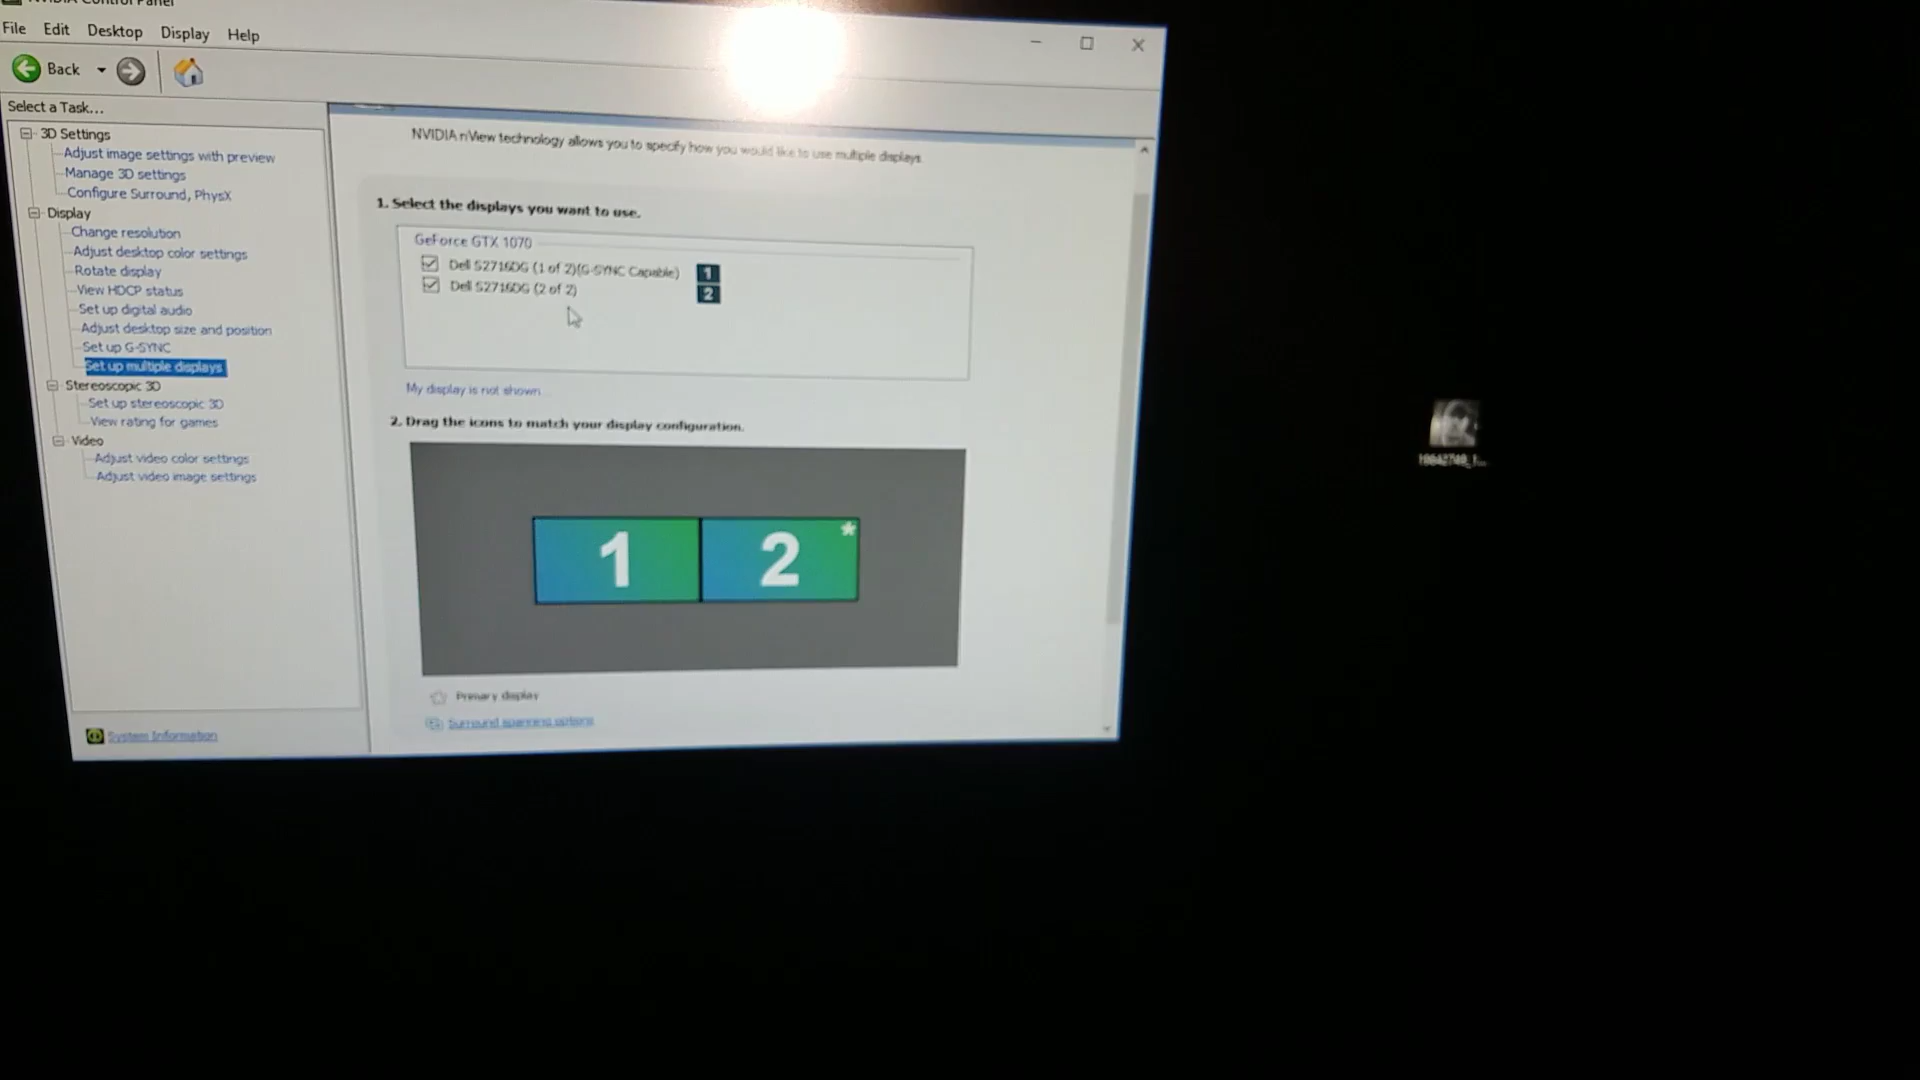 NVIDIA Control Panel
File Edit Desktop Display Help
Back
Select a Task...
3D Settings
Adjust image settings with preview
Manage 3D settings
Configure Surround, PhysX
Display
Change resolution
Adjust desktop color settings
Rotate display
View HDCP status
Set up digital audio
Adjust desktop size and position
Set up G-SYNC
Set up multiple displays
Stereoscopic 3D
Set up stereoscopic 3D
View rating for games
Video
Adjust video color settings
Adjust video image settings
System Information
NVIDIA nView technology allows you to specify how you would like to use multiple displays
1. Select the displays you want to use.
GeForce GTX 1070
Dell S2716DG (1 of 2)(G-SYNC Capable) 1
Dell S2716DG (2 of 2) 2
My display is not shown...
2. Drag the icons to match your display configuration.
1 2 *
Primary display
Surround spanning options